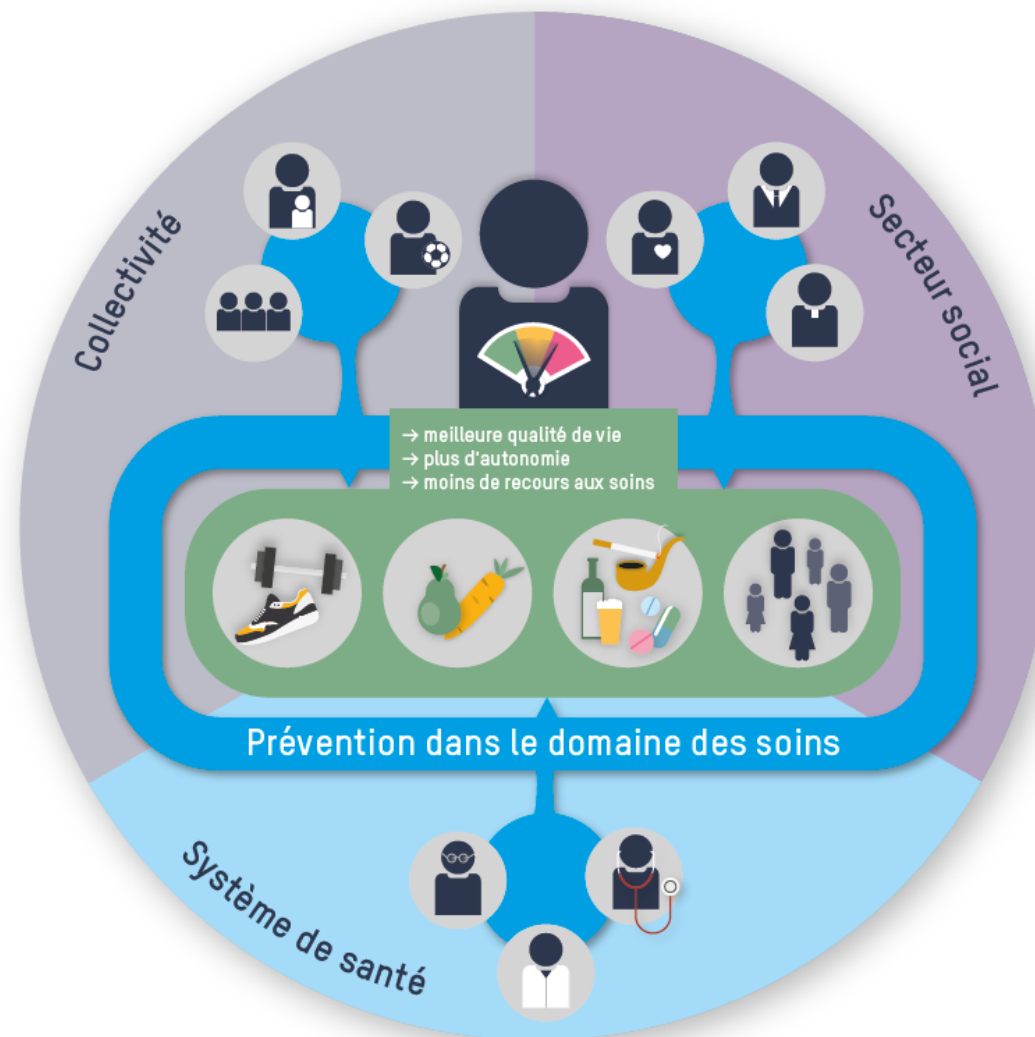 Collectivité
Secteur social
→ meilleure qualité de vie
→ plus d'autonomie
→ moins de recours aux soins
Prévention dans le domaine des soins
Système de santé